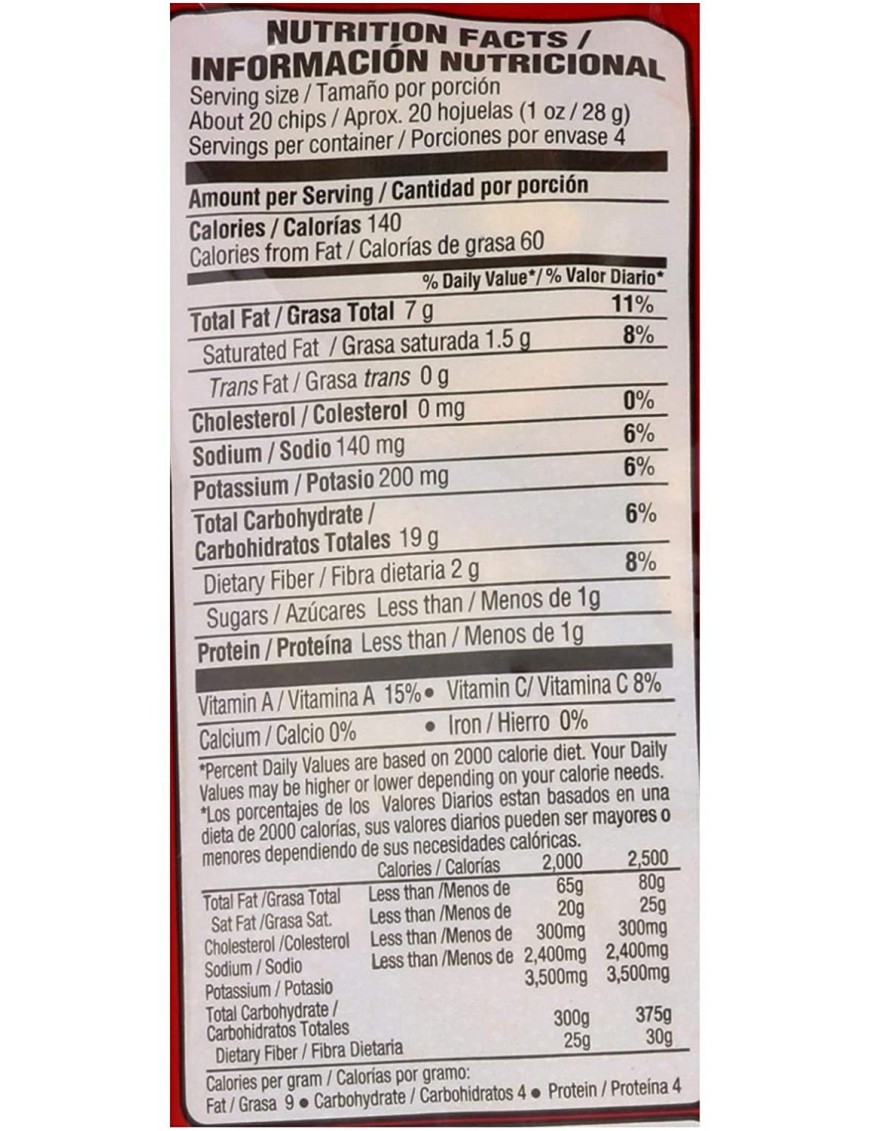 NUTRITION FACTS /
INFORMACIÓN NUTRICIONAL
Serving size / Tamaño por porción
About 20 chips / Aprox. 20 hojuelas (1 oz / 28 g)
Servings per container / Porciones por envase 4
Amount per Serving / Cantidad por porción
Calories / Calorías 140
Calories from Fat / Calorías de grasa 60
% Daily Value*/ % Valor Diario*
Total Fat / Grasa Total 7 g 11%
Saturated Fat / Grasa saturada 1.5 g 8%
Trans Fat / Grasa trans 0 g
Cholesterol / Colesterol 0 mg 0%
Sodium / Sodio 140 mg 6%
Potassium / Potasio 200 mg 6%
Total Carbohydrate /
Carbohidratos Totales 19 g 6%
Dietary Fiber / Fibra dietaria 2 g 8%
Sugars / Azúcares Less than / Menos de 1g
Protein / Proteína Less than / Menos de 1g
Vitamin A / Vitamina A 15% • Vitamin C/ Vitamina C 8%
Calcium / Calcio 0% • Iron / Hierro 0%
*Percent Daily Values are based on 2000 calorie diet. Your Daily
Values may be higher or lower depending on your calorie needs.
*Los porcentajes de los Valores Diarios estan basados en una
dieta de 2000 calorías, sus valores diarios pueden ser mayores o
menores dependiendo de sus necesidades calóricas.
Calories / Calorías 2,000 2,500
Total Fat /Grasa Total Less than /Menos de 65g 80g
Sat Fat /Grasa Sat. Less than /Menos de 20g 25g
Cholesterol /Colesterol Less than /Menos de 300mg 300mg
Sodium / Sodio Less than /Menos de 2,400mg 2,400mg
Potassium / Potasio 3,500mg 3,500mg
Total Carbohydrate /
Carbohidratos Totales 300g 375g
Dietary Fiber / Fibra Dietaria 25g 30g
Calories per gram / Calorías por gramo:
Fat / Grasa 9 • Carbohydrate / Carbohidratos 4 • Protein / Proteína 4